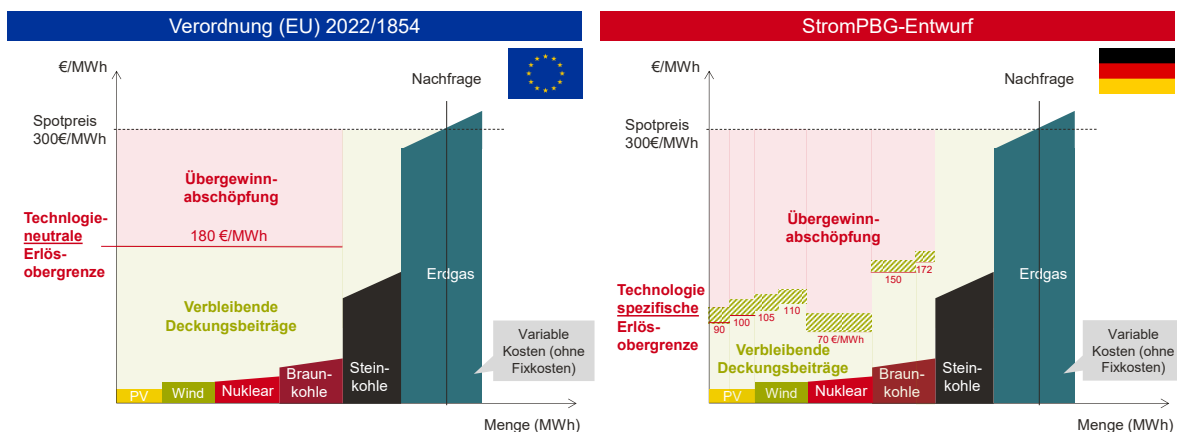 Verordnung (EU) 2022/1854
€/MWh
Nachfrage
Spotpreis
300€/MWh
Übergewinn-
abschöpfung
Technlogie-
neutrale
Erlös-
obergrenze
180 €/MWh
Erdgas
Verbleibende
Deckungsbeiträge
Variable
Kosten (ohne
Fixkosten)
Stein-
kohle
Braun-
kohle
PV
Wind
Nuklear
Menge (MWh)
StromPBG-Entwurf
€/MWh
Nachfrage
Spotpreis
300€/MWh
Übergewinn-
abschöpfung
172
150
Erdgas
Technologie
spezifische
Erlös-
obergrenze
90
100
105
110
70 €/MWh
Verbleibende
Deckungsbeiträge
Variable
Kosten (ohne
Fixkosten)
Braun-
kohle
Stein-
kohle
PV
Wind
Nuklear
Menge (MWh)